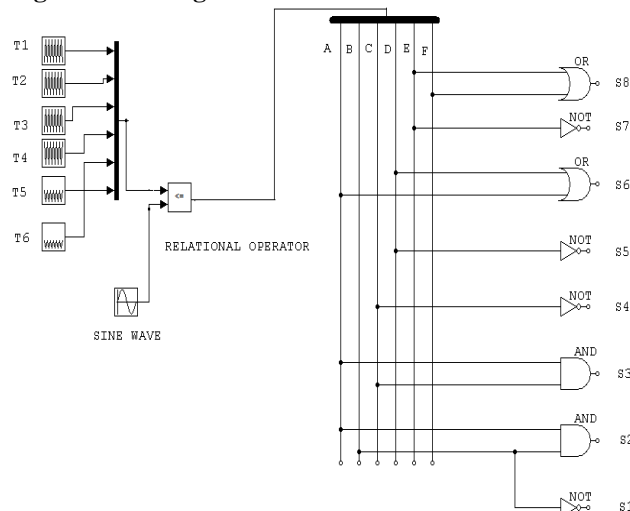 T1
T2
T3
T4
T5
T6
<=
RELATIONAL OPERATOR
SINE WAVE
A B C D E F
OR
S8
NOT
S7
OR
S6
NOT
S5
NOT
S4
AND
S3
AND
S2
NOT
S1